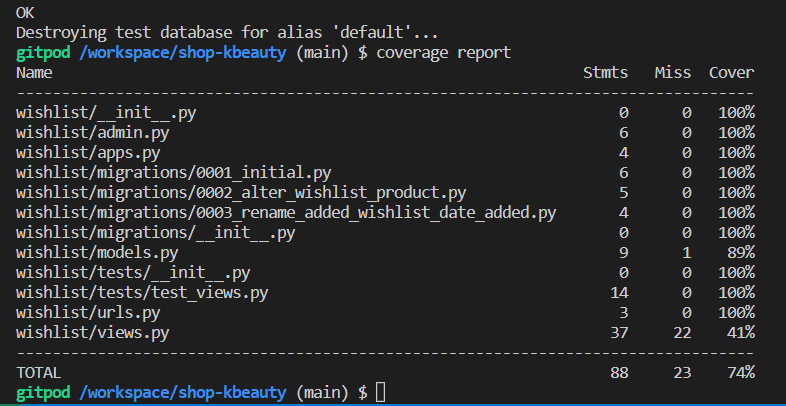 OK
Destroying test database for alias 'default'...
gitpod /workspace/shop-kbeauty (main) $ coverage report
Name Stmts Miss Cover
---------------------------------------------------------------------------------
wishlist/__init__.py 0 0 100%
wishlist/admin.py 6 0 100%
wishlist/apps.py 4 0 100%
wishlist/migrations/0001_initial.py 6 0 100%
wishlist/migrations/0002_alter_wishlist_product.py 5 0 100%
wishlist/migrations/0003_rename_added_wishlist_date_added.py 4 0 100%
wishlist/migrations/__init__.py 0 0 100%
wishlist/models.py 9 1 89%
wishlist/tests/__init__.py 0 0 100%
wishlist/tests/test_views.py 14 0 100%
wishlist/urls.py 3 0 100%
wishlist/views.py 37 22 41%
---------------------------------------------------------------------------------
TOTAL 88 23 74%
gitpod /workspace/shop-kbeauty (main) $